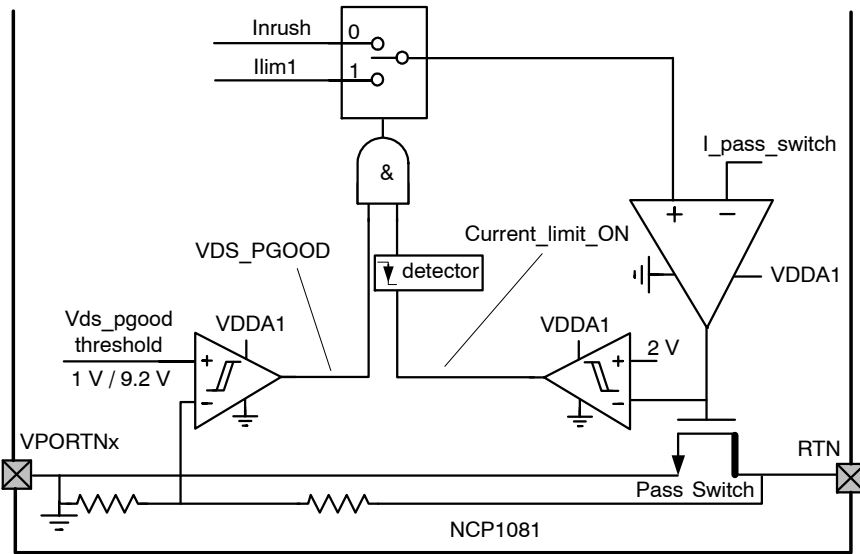 Inrush
0
Ilim1
1
&
I_pass_switch
+
−
VDDA1
VDS_PGOOD
Current_limit_ON
detector
Vds_pgood
threshold
1 V / 9.2 V
VDDA1
+
−
VDDA1
+
−
2 V
VPORTNx
RTN
Pass Switch
NCP1081